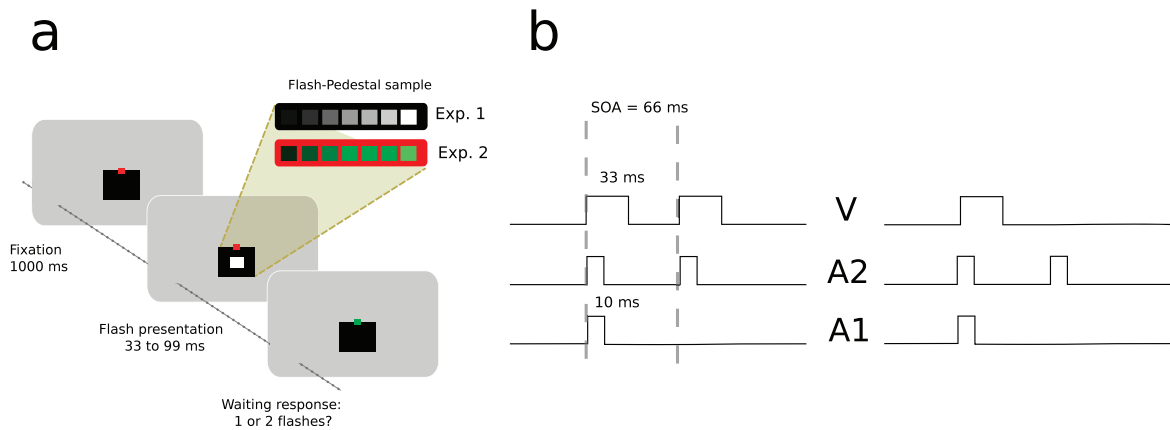 a
Flash-Pedestal sample
Exp. 1
Exp. 2
Fixation
1000 ms
Flash presentation
33 to 99 ms
Waiting response:
1 or 2 flashes?
b
SOA = 66 ms
33 ms
V
A2
10 ms
A1